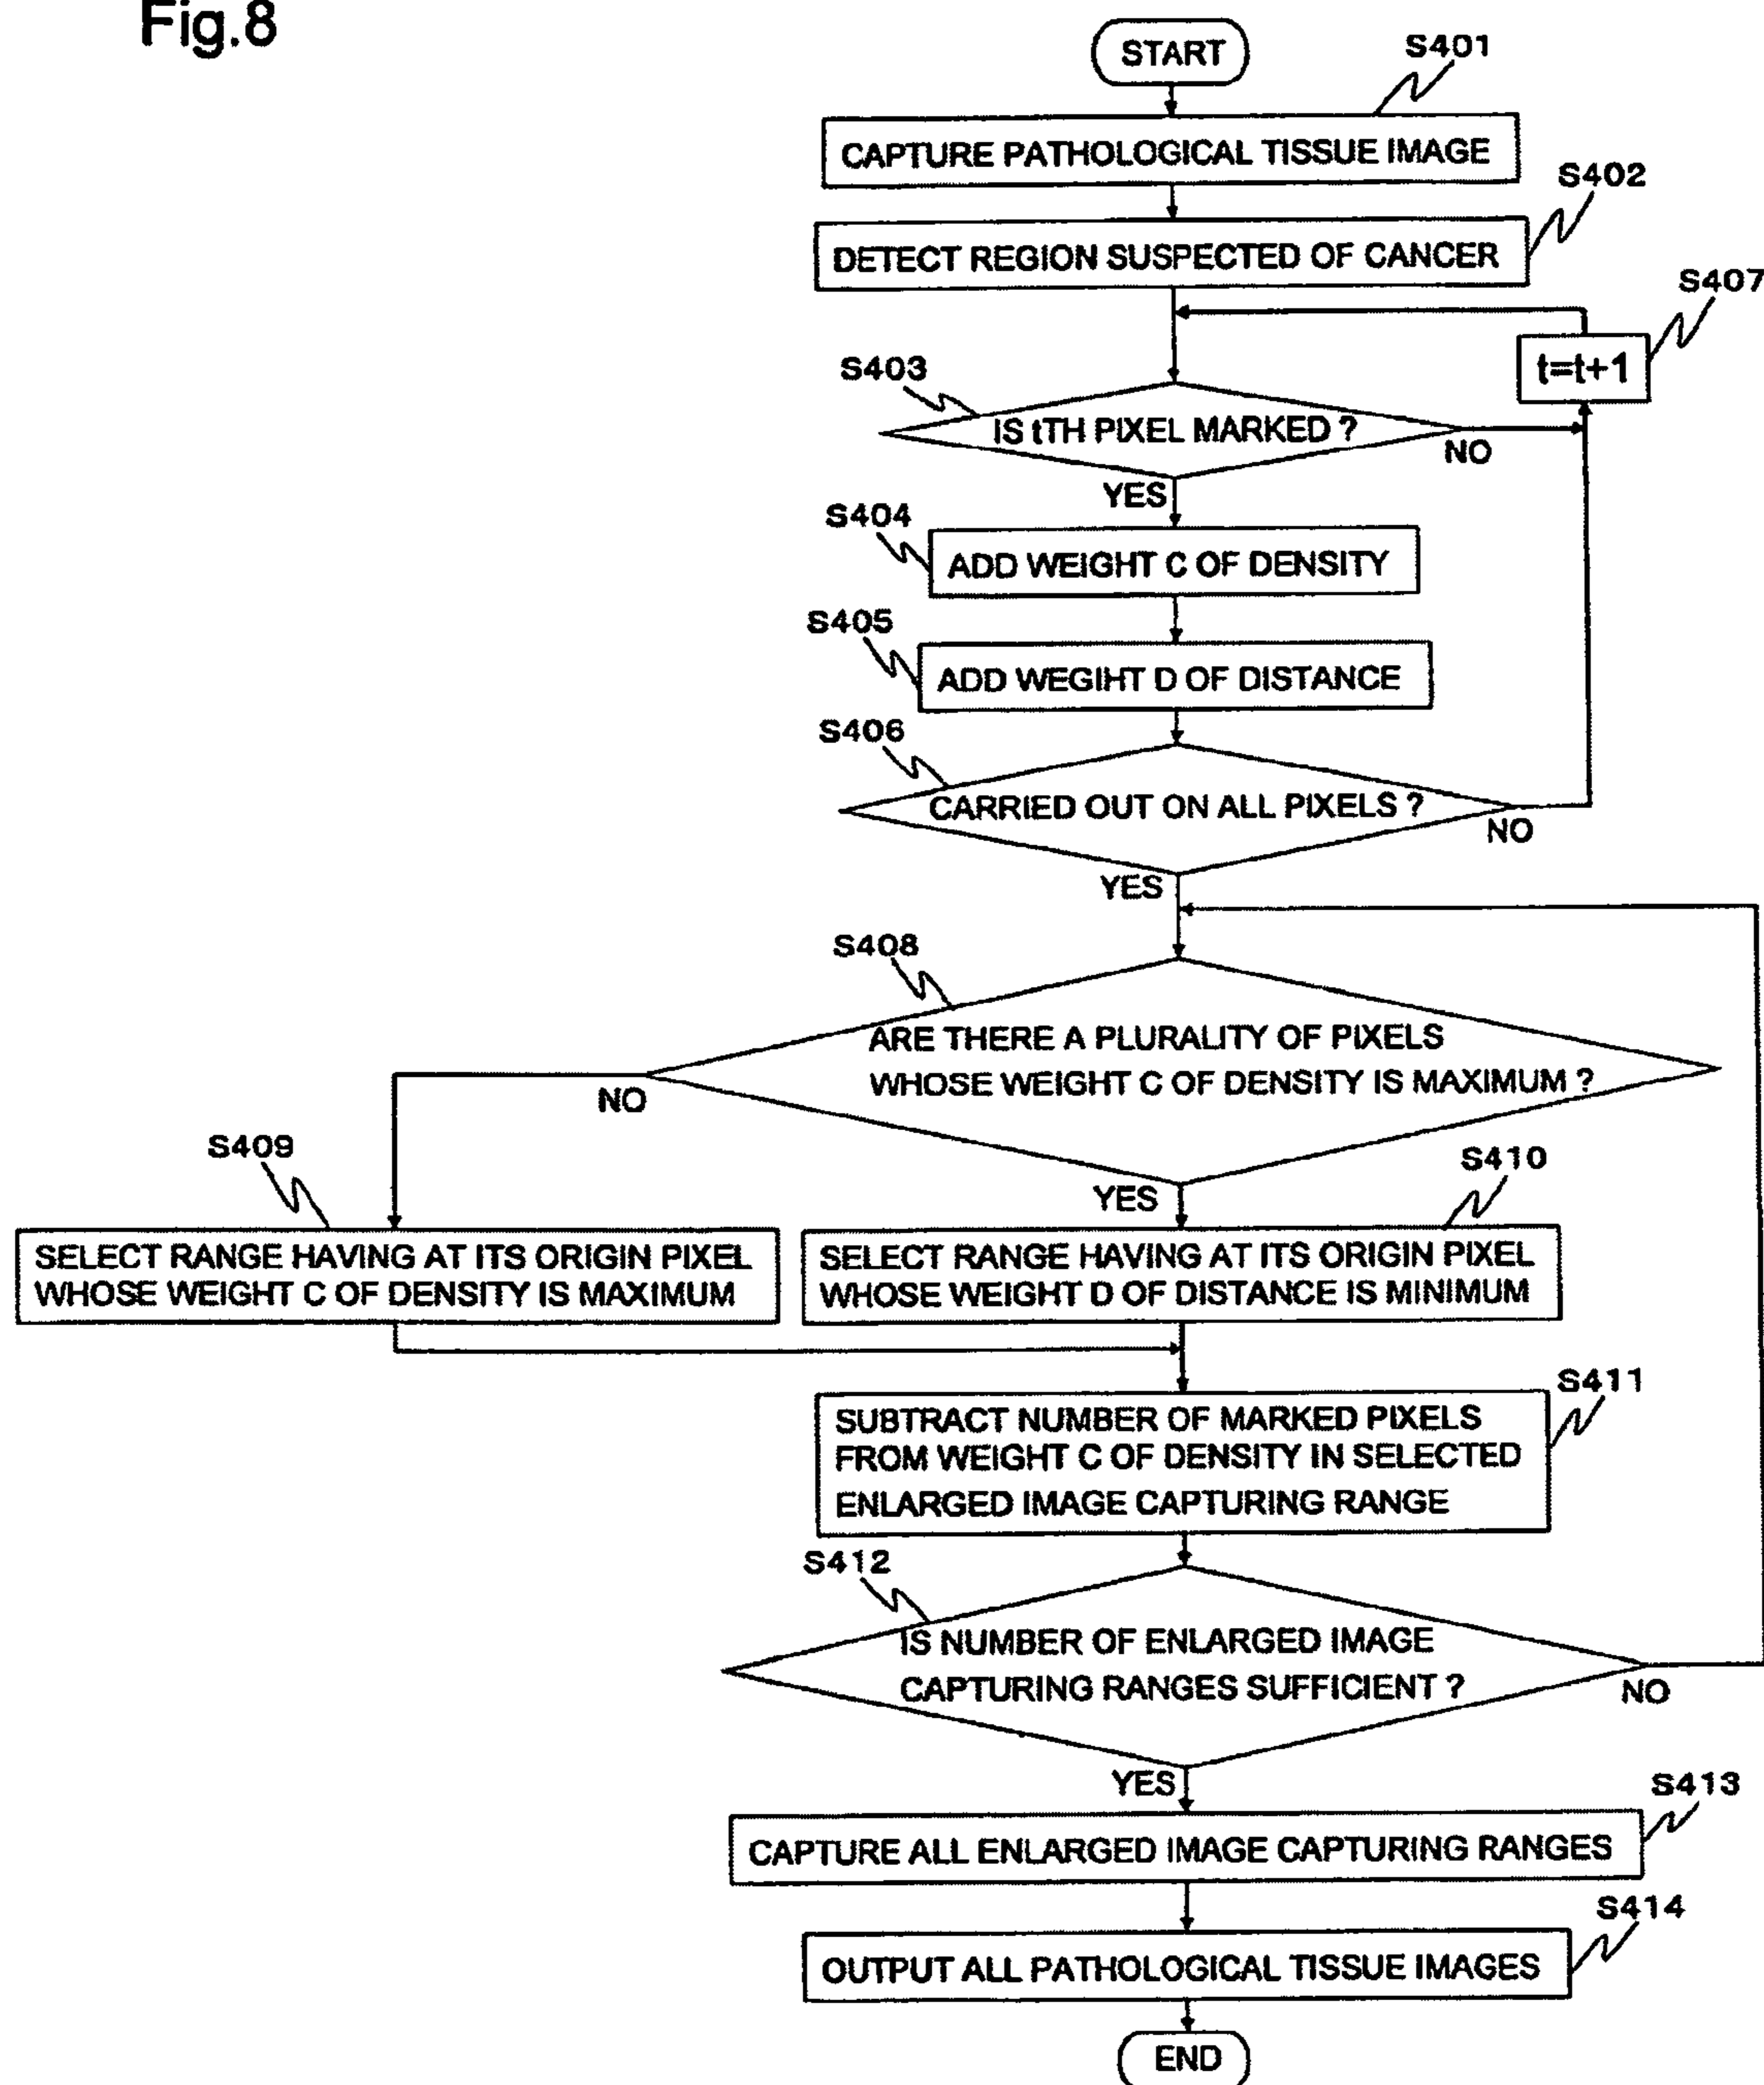 Fig.8
START
S401
CAPTURE PATHOLOGICAL TISSUE IMAGE
S402
DETECT REGION SUSPECTED OF CANCER
S407
t=t+1
S403
IS tTH PIXEL MARKED ?
NO
YES
S404
ADD WEIGHT C OF DENSITY
S405
ADD WEGIHT D OF DISTANCE
S406
CARRIED OUT ON ALL PIXELS ?
NO
YES
S408
ARE THERE A PLURALITY OF PIXELS
WHOSE WEIGHT C OF DENSITY IS MAXIMUM ?
NO
YES
S409
SELECT RANGE HAVING AT ITS ORIGIN PIXEL
WHOSE WEIGHT C OF DENSITY IS MAXIMUM
S410
SELECT RANGE HAVING AT ITS ORIGIN PIXEL
WHOSE WEIGHT D OF DISTANCE IS MINIMUM
S411
SUBTRACT NUMBER OF MARKED PIXELS
FROM WEIGHT C OF DENSITY IN SELECTED
ENLARGED IMAGE CAPTURING RANGE
S412
IS NUMBER OF ENLARGED IMAGE
CAPTURING RANGES SUFFICIENT ?
NO
YES
S413
CAPTURE ALL ENLARGED IMAGE CAPTURING RANGES
S414
OUTPUT ALL PATHOLOGICAL TISSUE IMAGES
END